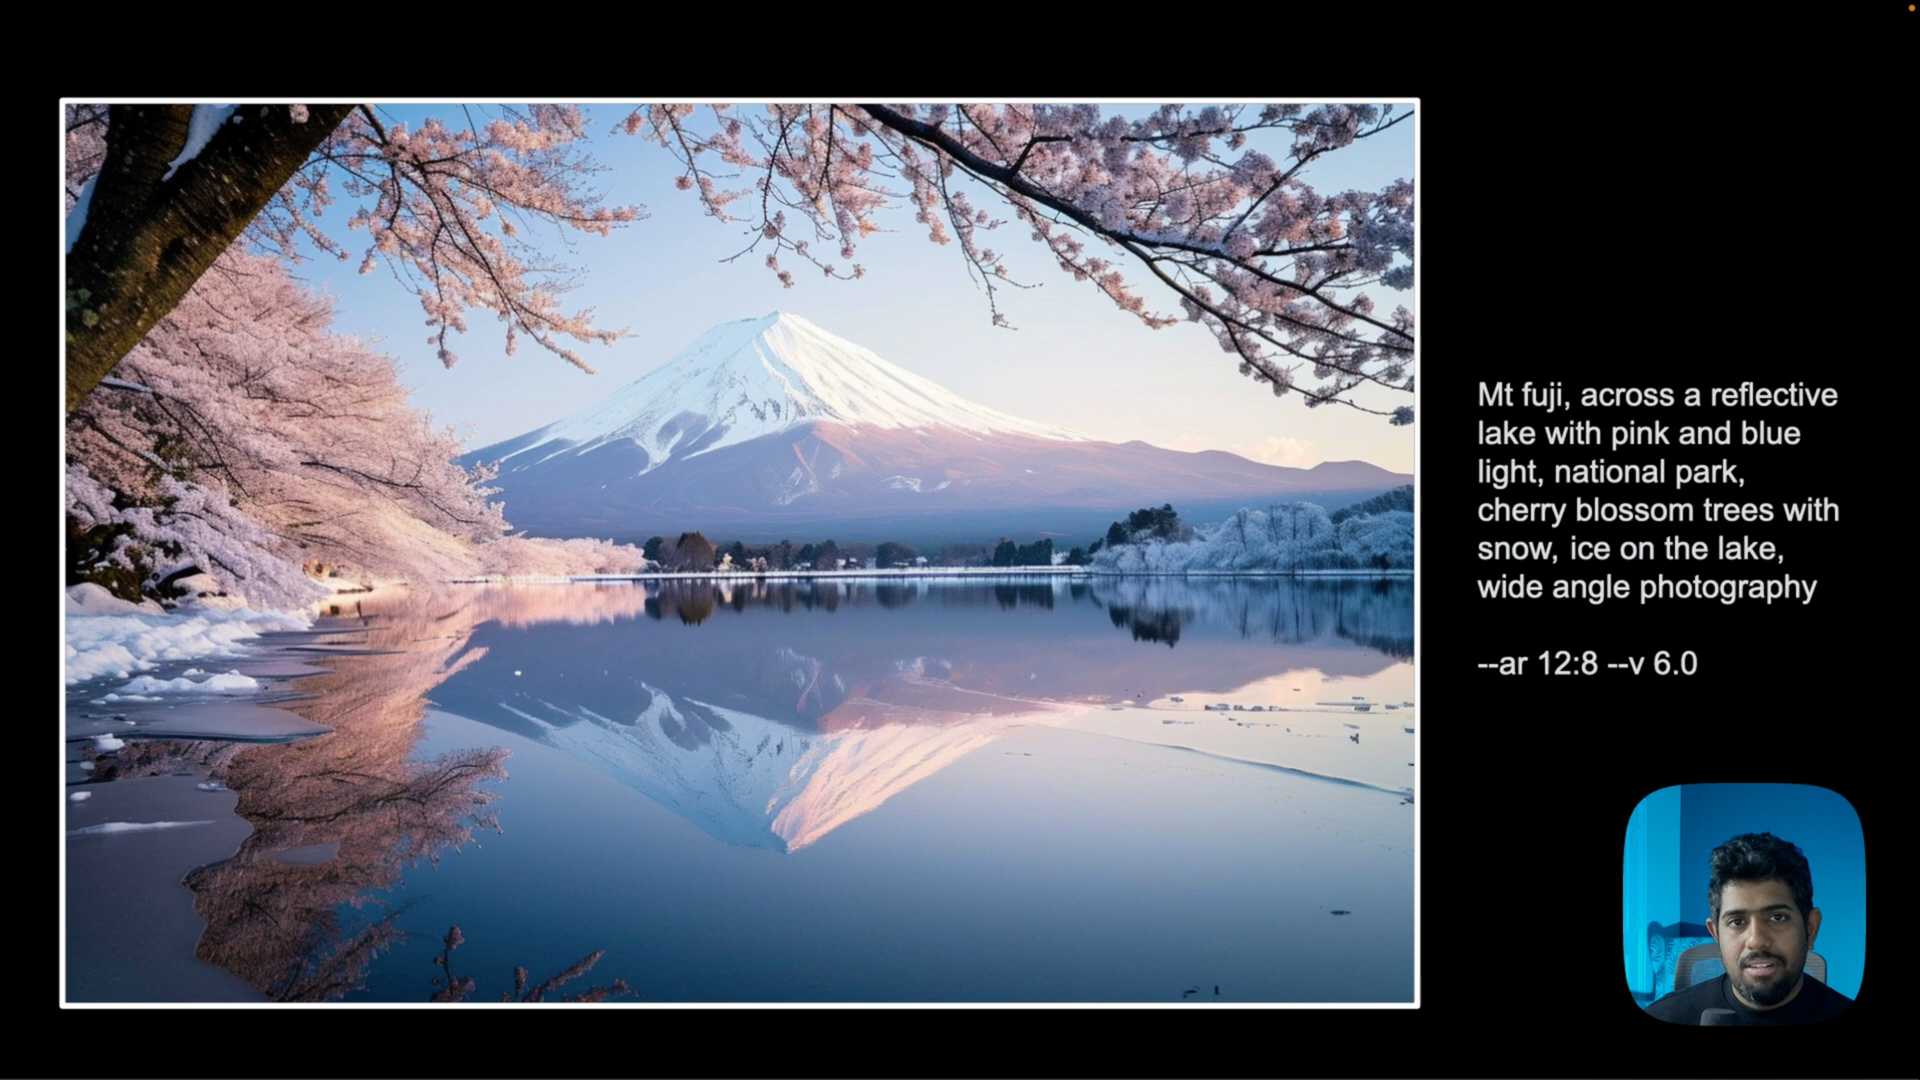 Mt fuji, across a reflective
lake with pink and blue
light, national park,
cherry blossom trees with
snow, ice on the lake,
wide angle photography
--ar 12:8 --v 6.0